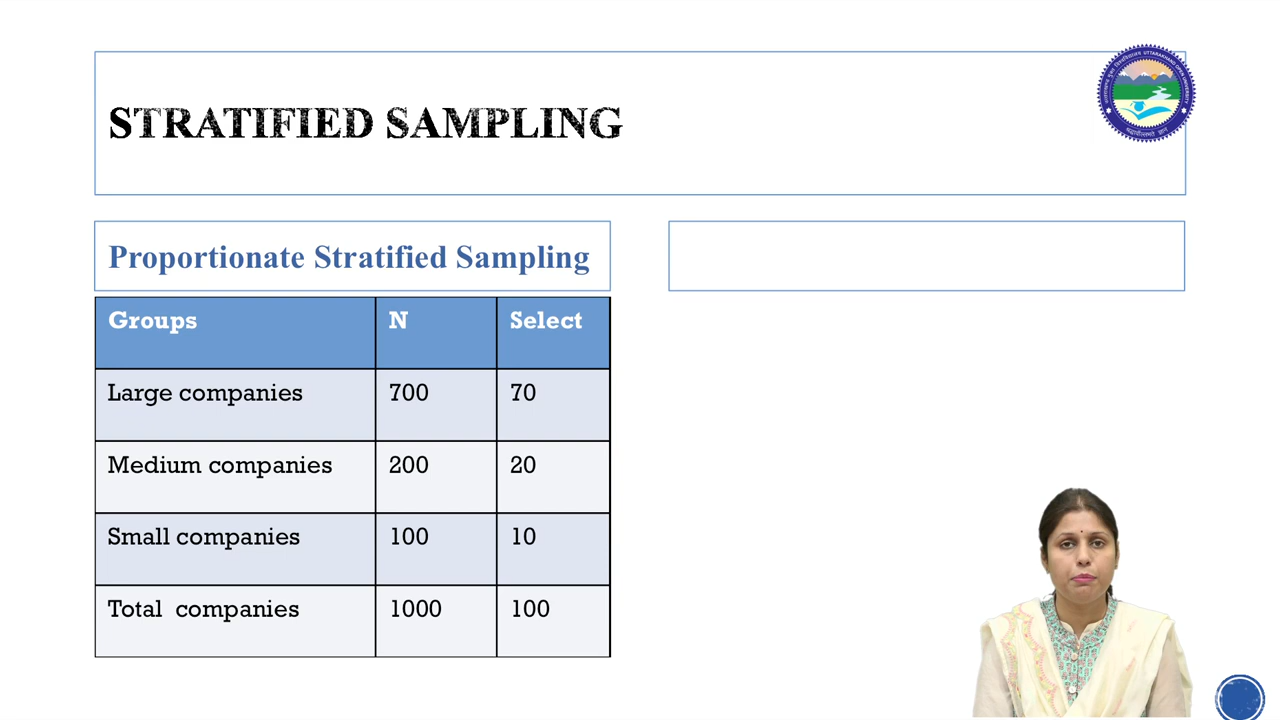 STRATIFIED SAMPLING
Proportionate Stratified Sampling
Groups N Select
Large companies 700 70
Medium companies 200 20
Small companies 100 10
Total companies 1000 100